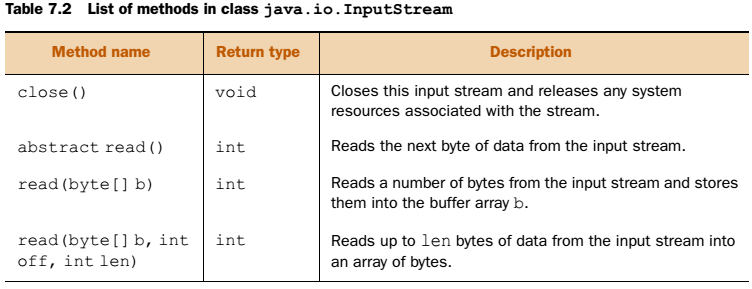 Table 7.2 List of methods in class java.io.InputStream
Method name Return type Description
close() void Closes this input stream and releases any system
resources associated with the stream.
abstract read() int Reads the next byte of data from the input stream.
read(byte[] b) int Reads a number of bytes from the input stream and stores
them into the buffer array b.
read(byte[] b, int int Reads up to len bytes of data from the input stream into
off, int len) an array of bytes.